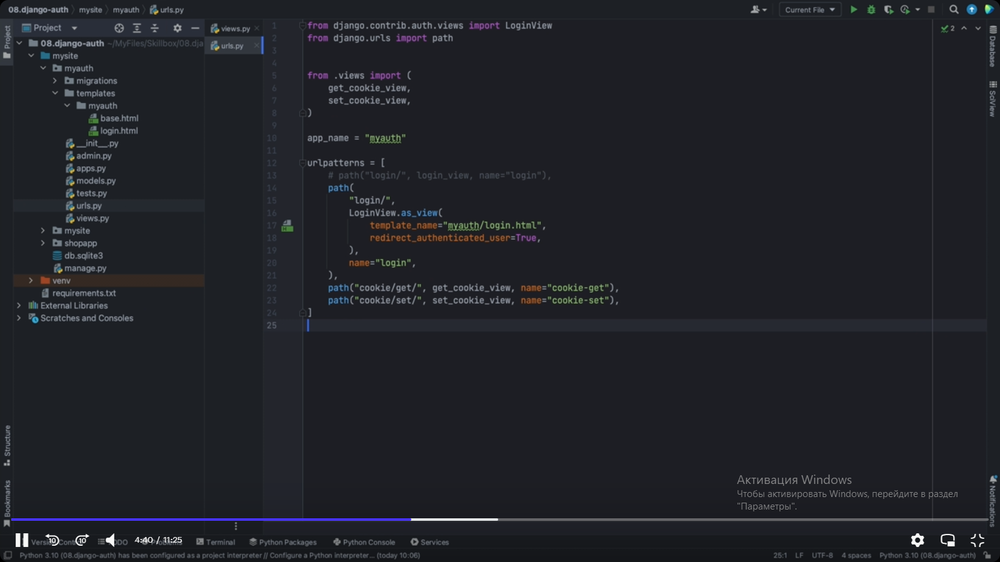 08.django-auth mysite myauth urls.py
Current File
Project
views.py
urls.py
08.django-auth ~/MyFiles/Skillbox/08.dja
mysite
myauth
migrations
templates
myauth
base.html
login.html
__init__.py
admin.py
apps.py
models.py
tests.py
urls.py
views.py
mysite
shopapp
db.sqlite3
manage.py
venv
requirements.txt
External Libraries
Scratches and Consoles
Project
Structure
Bookmarks
1 from django.contrib.auth.views import LoginView
2 from django.urls import path
3
4
5 from .views import (
6 get_cookie_view,
7 set_cookie_view,
8 )
9
10 app_name = "myauth"
11
12 urlpatterns = [
13 # path("login/", login_view, name="login"),
14 path(
15 "login/",
16 LoginView.as_view(
17 template_name="myauth/login.html",
18 redirect_authenticated_user=True,
19 ),
20 name="login",
21 ),
22 path("cookie/get/", get_cookie_view, name="cookie-get"),
23 path("cookie/set/", set_cookie_view, name="cookie-set"),
24 ]
25
2
Database
SciView
Notifications
Активация Windows
Чтобы активировать Windows, перейдите в раздел
"Параметры".
10 10 4:40 / 11:25
Version Control TODO Problems Terminal Python Packages Python Console Services
Python 3.10 (08.django-auth) has been configured as a project interpreter // Configure a Python interpreter... (today 10:06)
25:1 LF UTF-8 4 spaces Python 3.10 (08.django-auth)